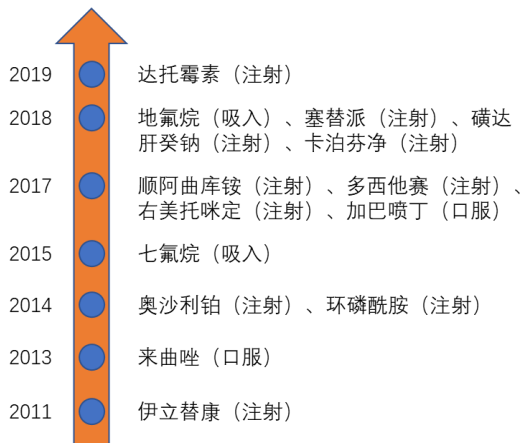 2019 达托霉素（注射）
2018 地氟烷（吸入）、塞替派（注射）、磺达
肝癸钠（注射）、卡泊芬净（注射）
2017 顺阿曲库铵（注射）、多西他赛（注射）、
右美托咪定（注射）、加巴喷丁（口服）
2015 七氟烷（吸入）
2014 奥沙利铂（注射）、环磷酰胺（注射）
2013 来曲唑（口服）
2011 伊立替康（注射）